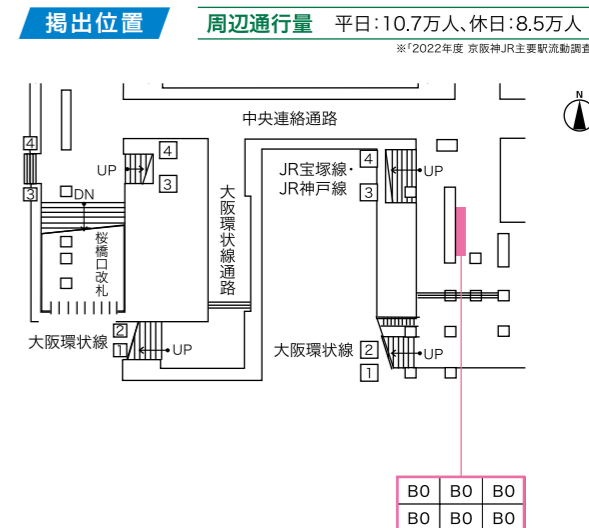 掲出位置
周辺通行量 平日:10.7万人、休日:8.5万人
※「2022年度 京阪神JR主要駅流動調査
N
中央連絡通路
4
UP
4
3
3
DN
桜橋口改札
大阪環状線通路
JR宝塚線・
JR神戸線
4
3
UP
大阪環状線
2
1
UP
大阪環状線
2
1
UP
B0 B0 B0
B0 B0 B0